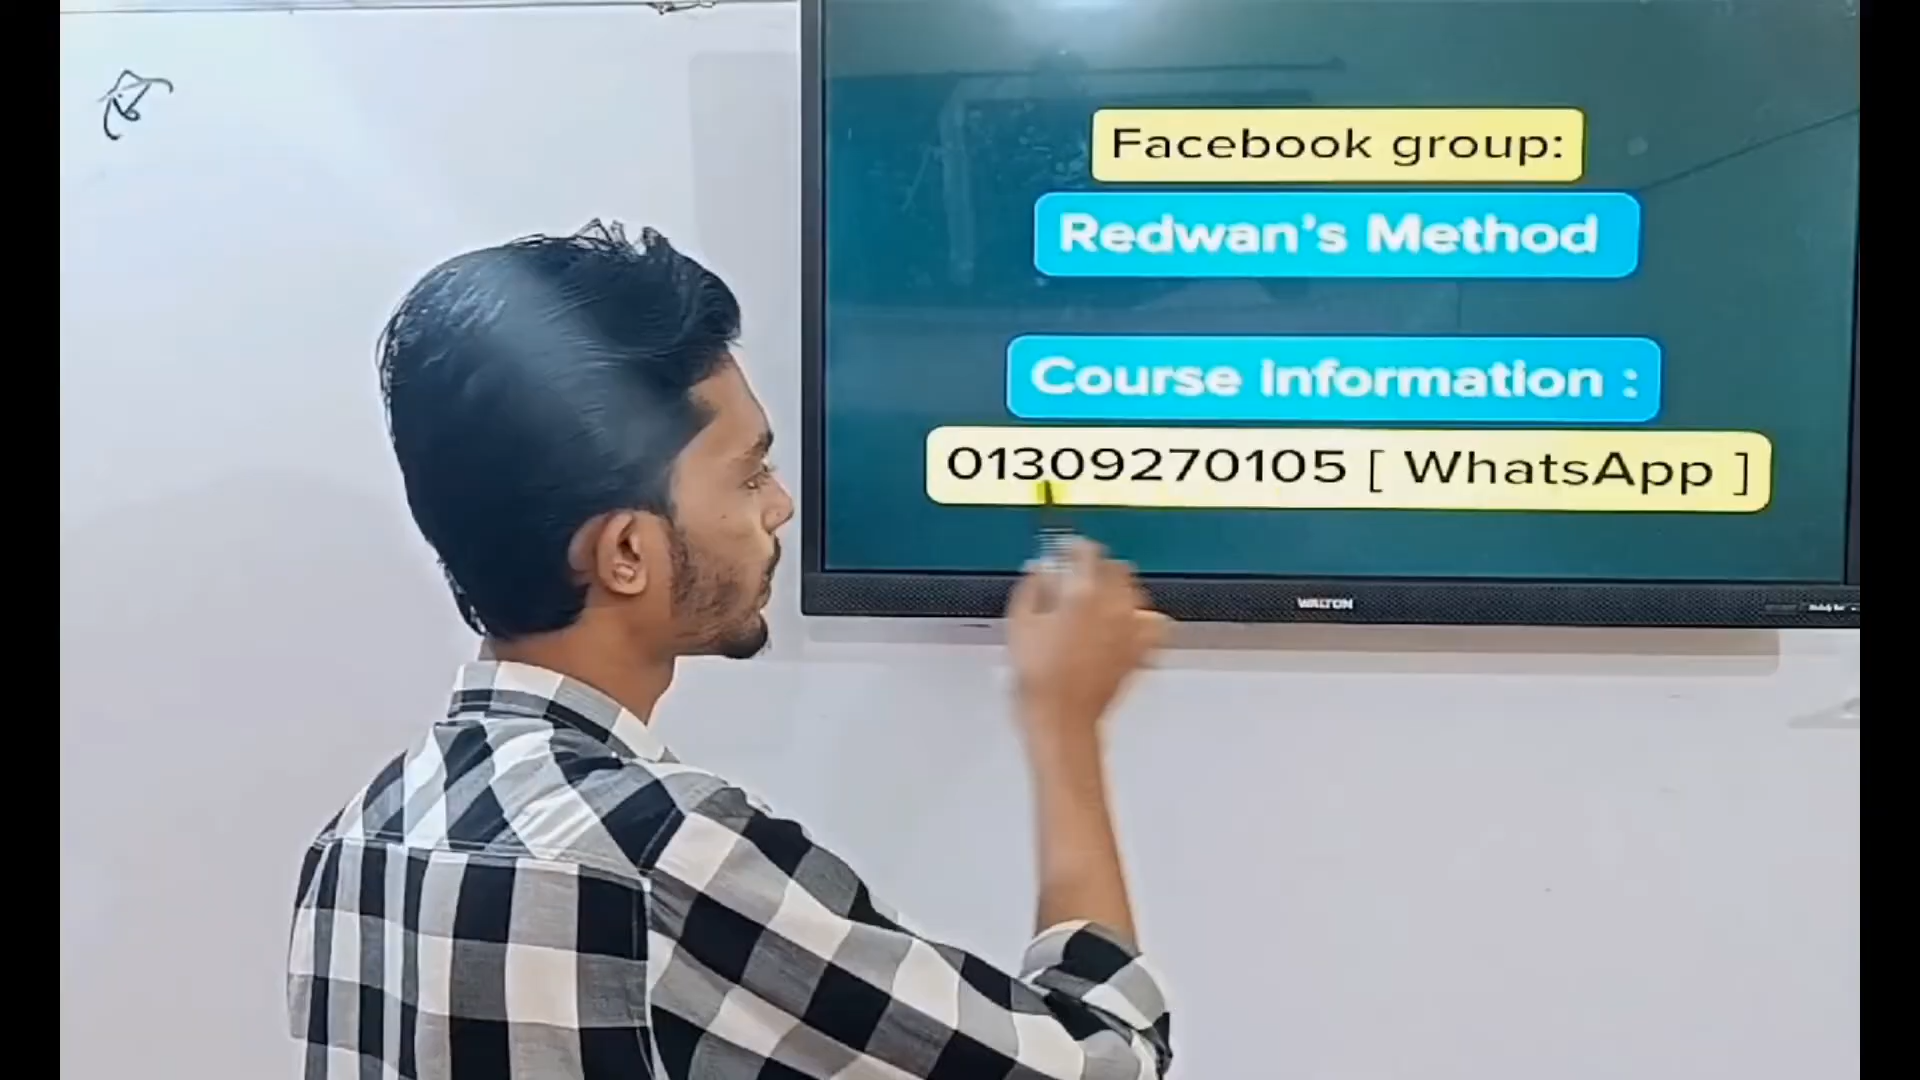 Facebook group:
Redwan's Method
Course Information :
01309270105 [ WhatsApp ]
WALTON